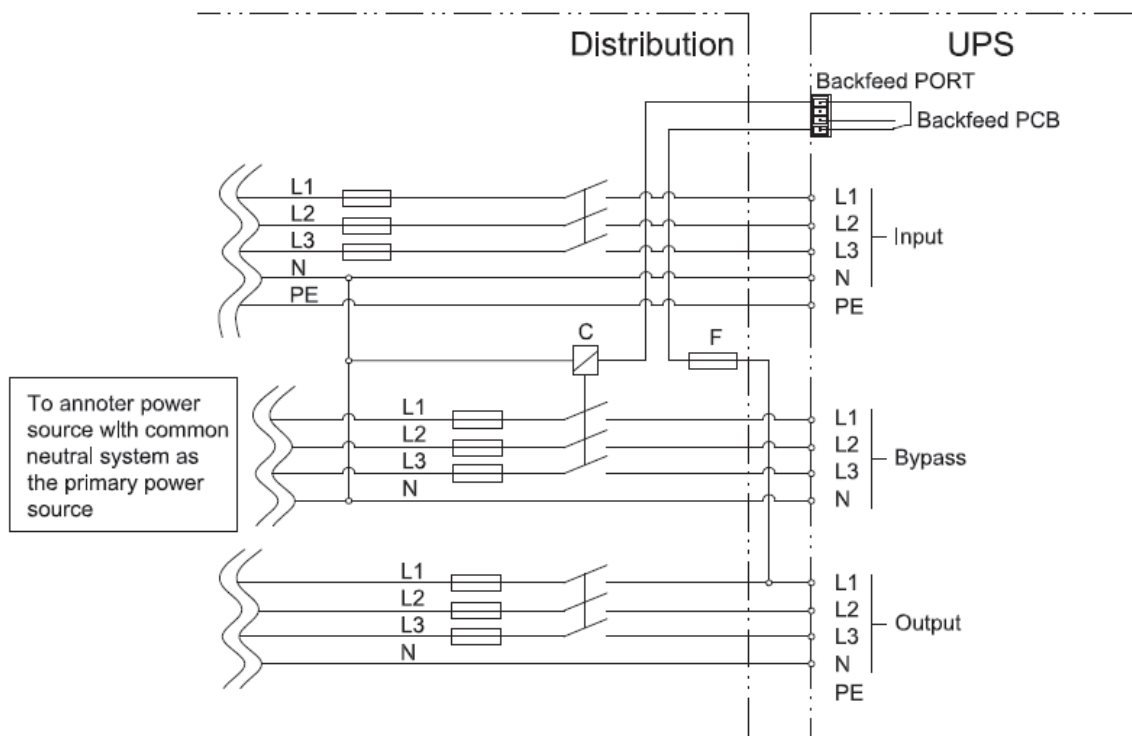 Distribution
UPS
Backfeed PORT
Backfeed PCB
L1
L1
L2
L2
Input
L3
L3
N
N
PE
PE
C
F
To annoter power
source with common
neutral system as
the primary power
source
L1
L1
L2
L2
Bypass
L3
L3
N
N
L1
L1
L2
L2
Output
L3
L3
N
N
PE